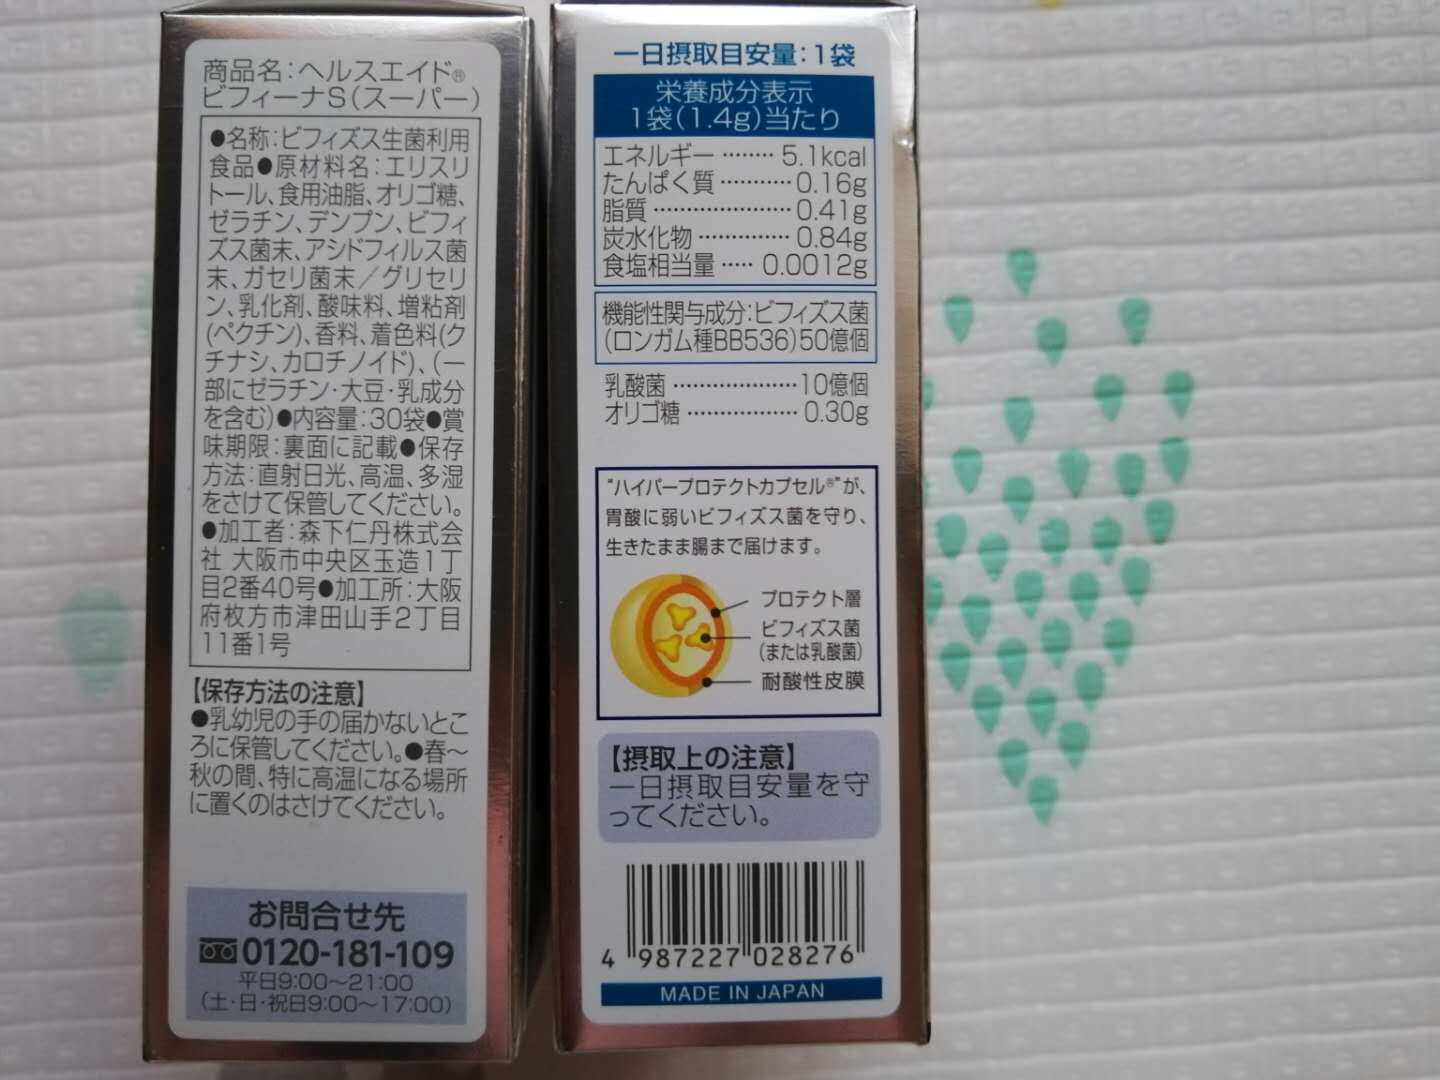 商品名:ヘルスエイド®
ビフィーナS(スーパー)
●名称:ビフィズス生菌利用
食品●原材料名:エリスリ
トール、食用油脂、オリゴ糖、
ゼラチン、デンプン、ビフィ
ズス菌末、アシドフィルス菌
末、ガセリ菌末/グリセリ
ン、乳化剤、酸味料、増粘剤
(ペクチン)、香料、着色料(ク
チナシ、カロチノイド)、(一
部にゼラチン・大豆・乳成分
を含む)●内容量:30袋●賞
味期限:裏面に記載●保存
方法:直射日光、高温、多湿
をさけて保管してください。
●加工者:森下仁丹株式会
社 大阪市中央区玉造1丁
目2番40号●加工所:大阪
府枚方市津田山手2丁目
11番1号
【保存方法の注意】
●乳幼児の手の届かないとこ
ろに保管してください。●春~
秋の間、特に高温になる場所
に置くのはさけてください。
お問合せ先
0120-181-109
平日9:00~21:00
(土・日・祝日9:00~17:00)
一日摂取目安量:1袋
栄養成分表示
1袋(1.4g)当たり
エネルギー ········ 5.1kcal
たんぱく質 ··········· 0.16g
脂質 ····················· 0.41g
炭水化物 ·············· 0.84g
食塩相当量 ····· 0.0012g
機能性関与成分:ビフィズス菌
(ロンガム種BB536)50億個
乳酸菌 ··················· 10億個
オリゴ糖 ················· 0.30g
“ハイパープロテクトカプセル®”が、
胃酸に弱いビフィズス菌を守り、
生きたまま腸まで届けます。
プロテクト層
ビフィズス菌
(または乳酸菌)
耐酸性皮膜
【摂取上の注意】
一日摂取目安量を守
ってください。
4 987227 028276
MADE IN JAPAN